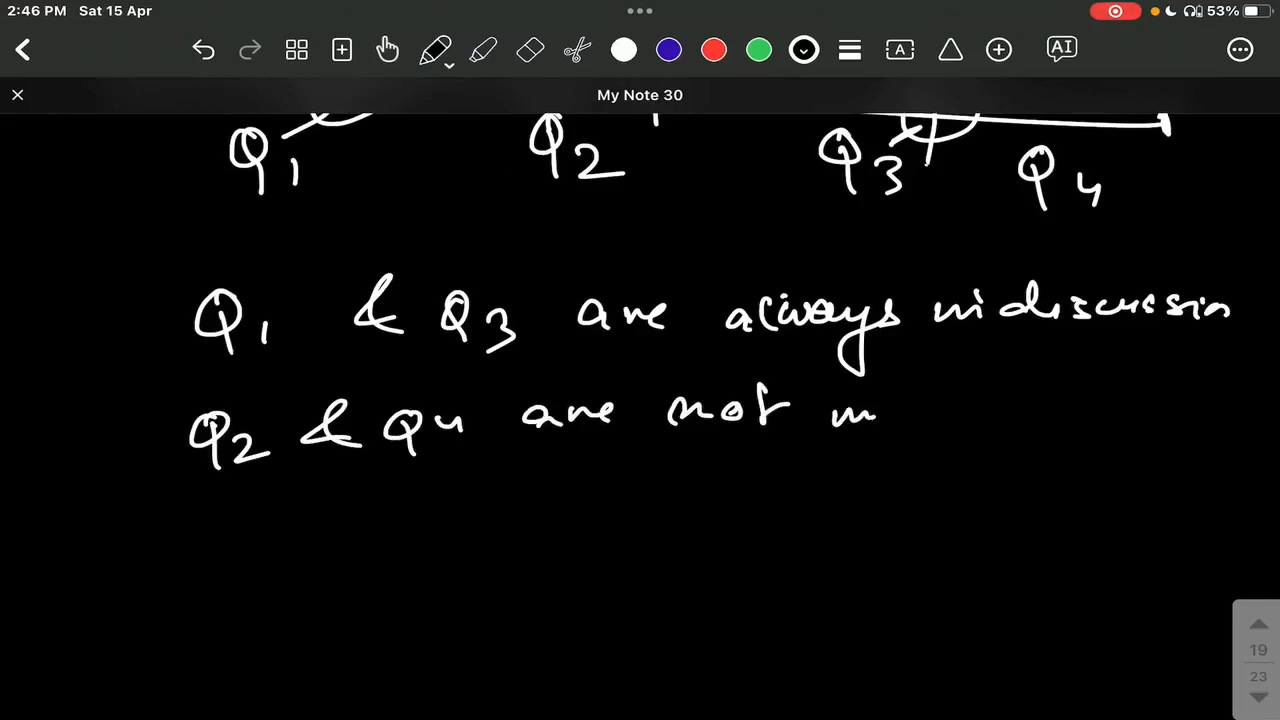 2:46 PM Sat 15 Apr 53%
A AI
My Note 30
Q1 Q2 Q3 Q4
Q1 & Q3 are always in discussion
Q2 & Q4 are not in
19
23